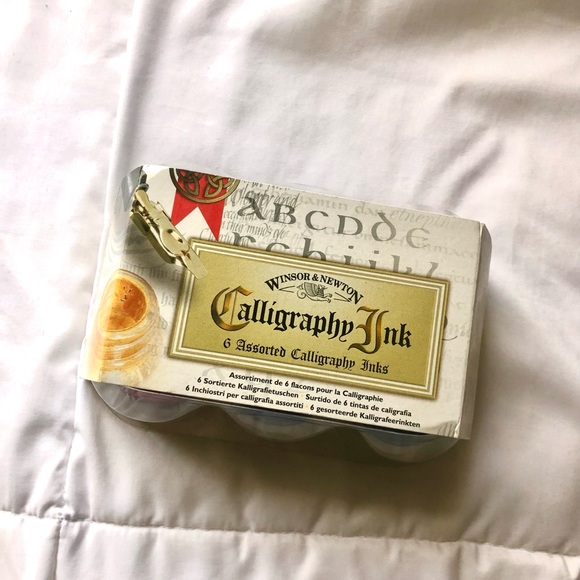 ABCDDE
WINSOR & NEWTON
Calligraphy Ink
6 Assorted Calligraphy Inks
Assortiment de 6 flacons pour la Calligraphie
6 Sortierte Kalligrafietuschen · Surtido de 6 tintas de caligrafia
6 Inchiostri per calligrafia assortiti · 6 gesorteerde Kalligrafeerinkten